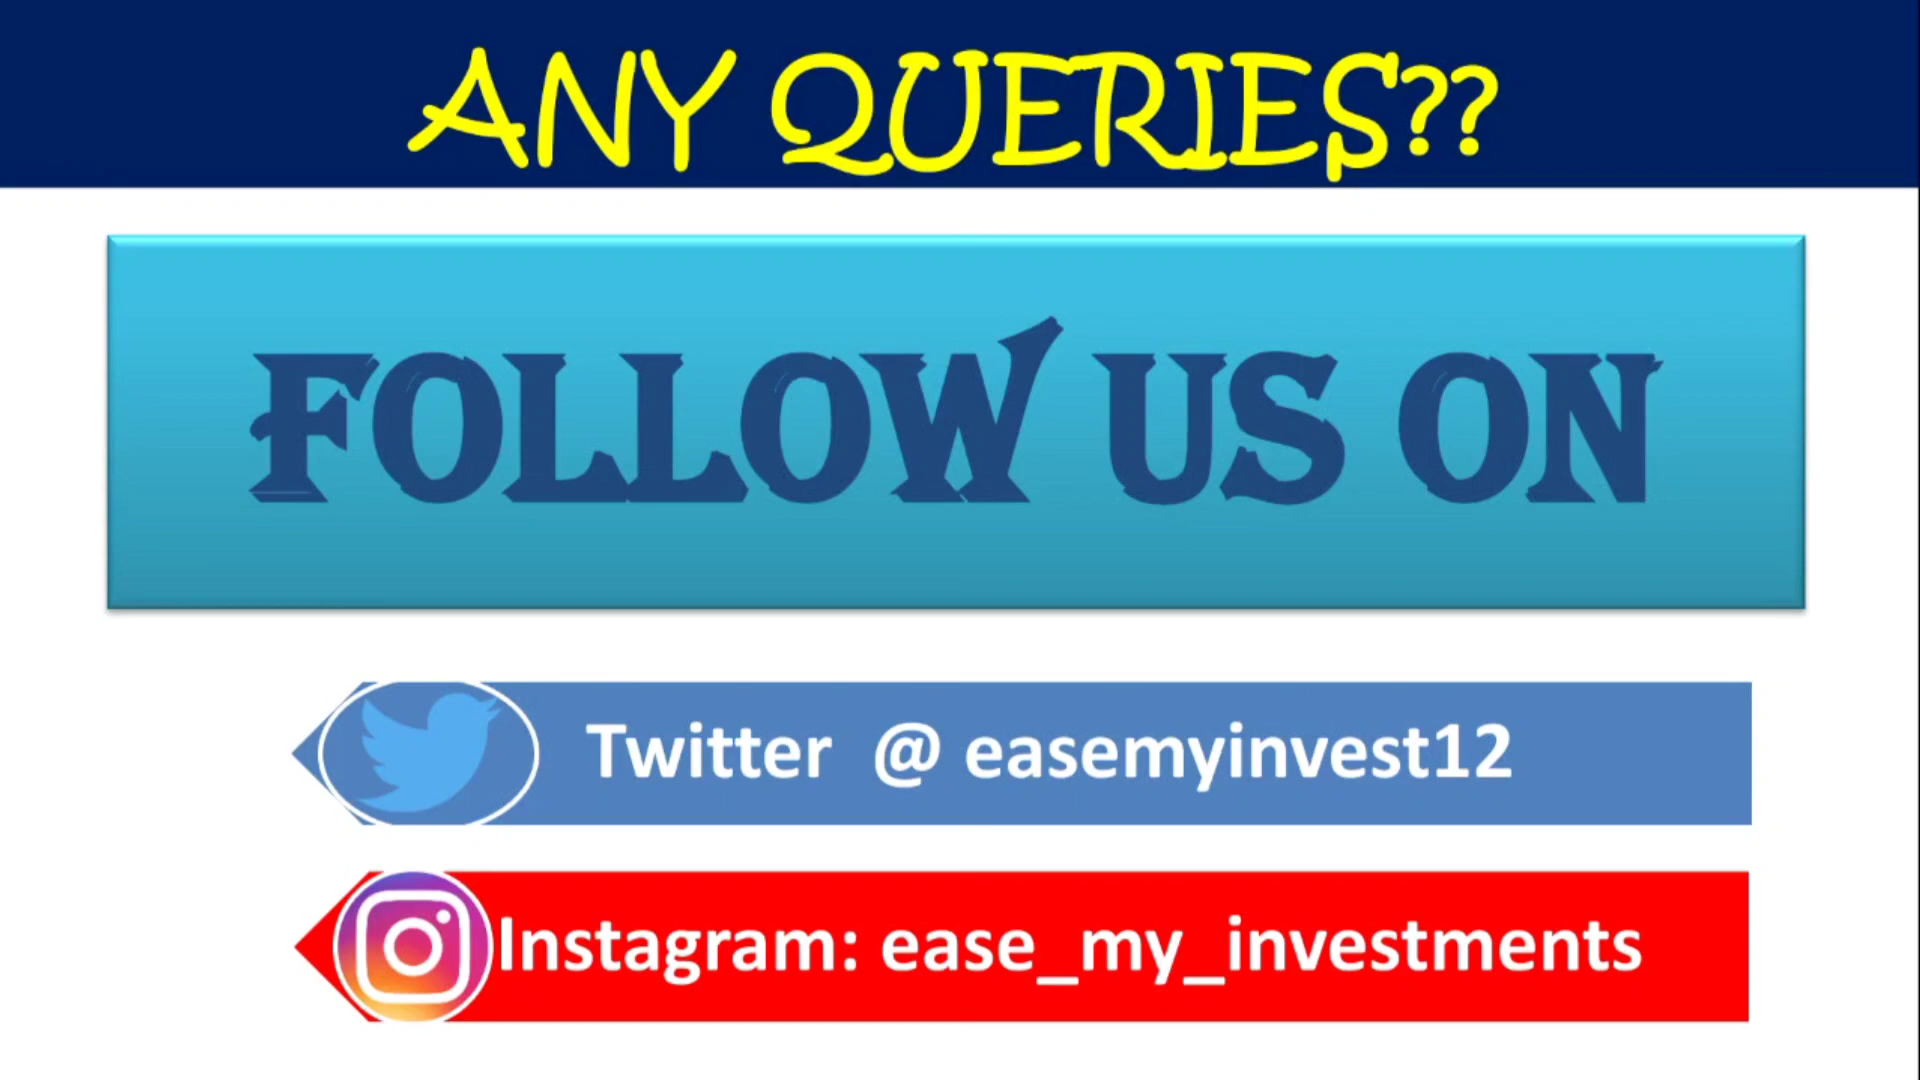 ANY QUERIES??
FOLLOW US ON
Twitter @ easemyinvest12
Instagram: ease_my_investments